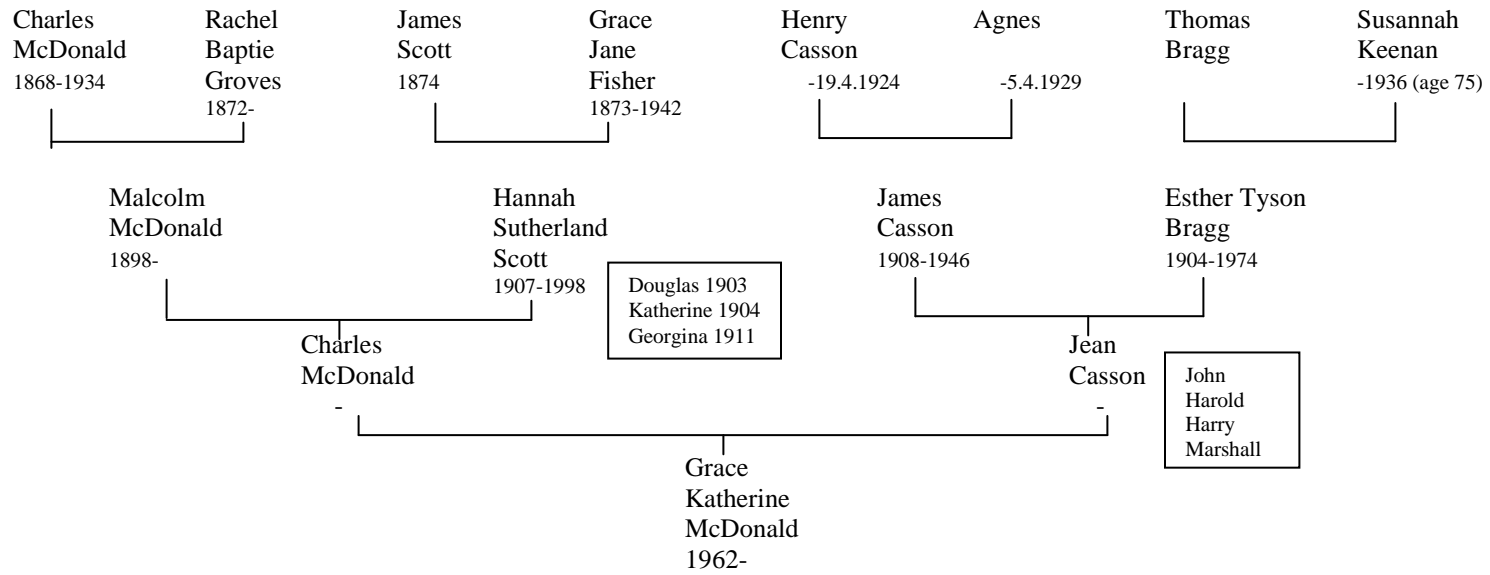 Charles
McDonald
1868-1934
Rachel
Baptie
Groves
1872-
James
Scott
1874
Grace
Jane
Fisher
1873-1942
Henry
Casson
-19.4.1924
Agnes
-5.4.1929
Thomas
Bragg
Susannah
Keenan
-1936 (age 75)
Malcolm
McDonald
1898-
Hannah
Sutherland
Scott
1907-1998
Douglas 1903
Katherine 1904
Georgina 1911
James
Casson
1908-1946
Esther Tyson
Bragg
1904-1974
Charles
McDonald
-
Jean
Casson
-
John
Harold
Harry
Marshall
Grace
Katherine
McDonald
1962-